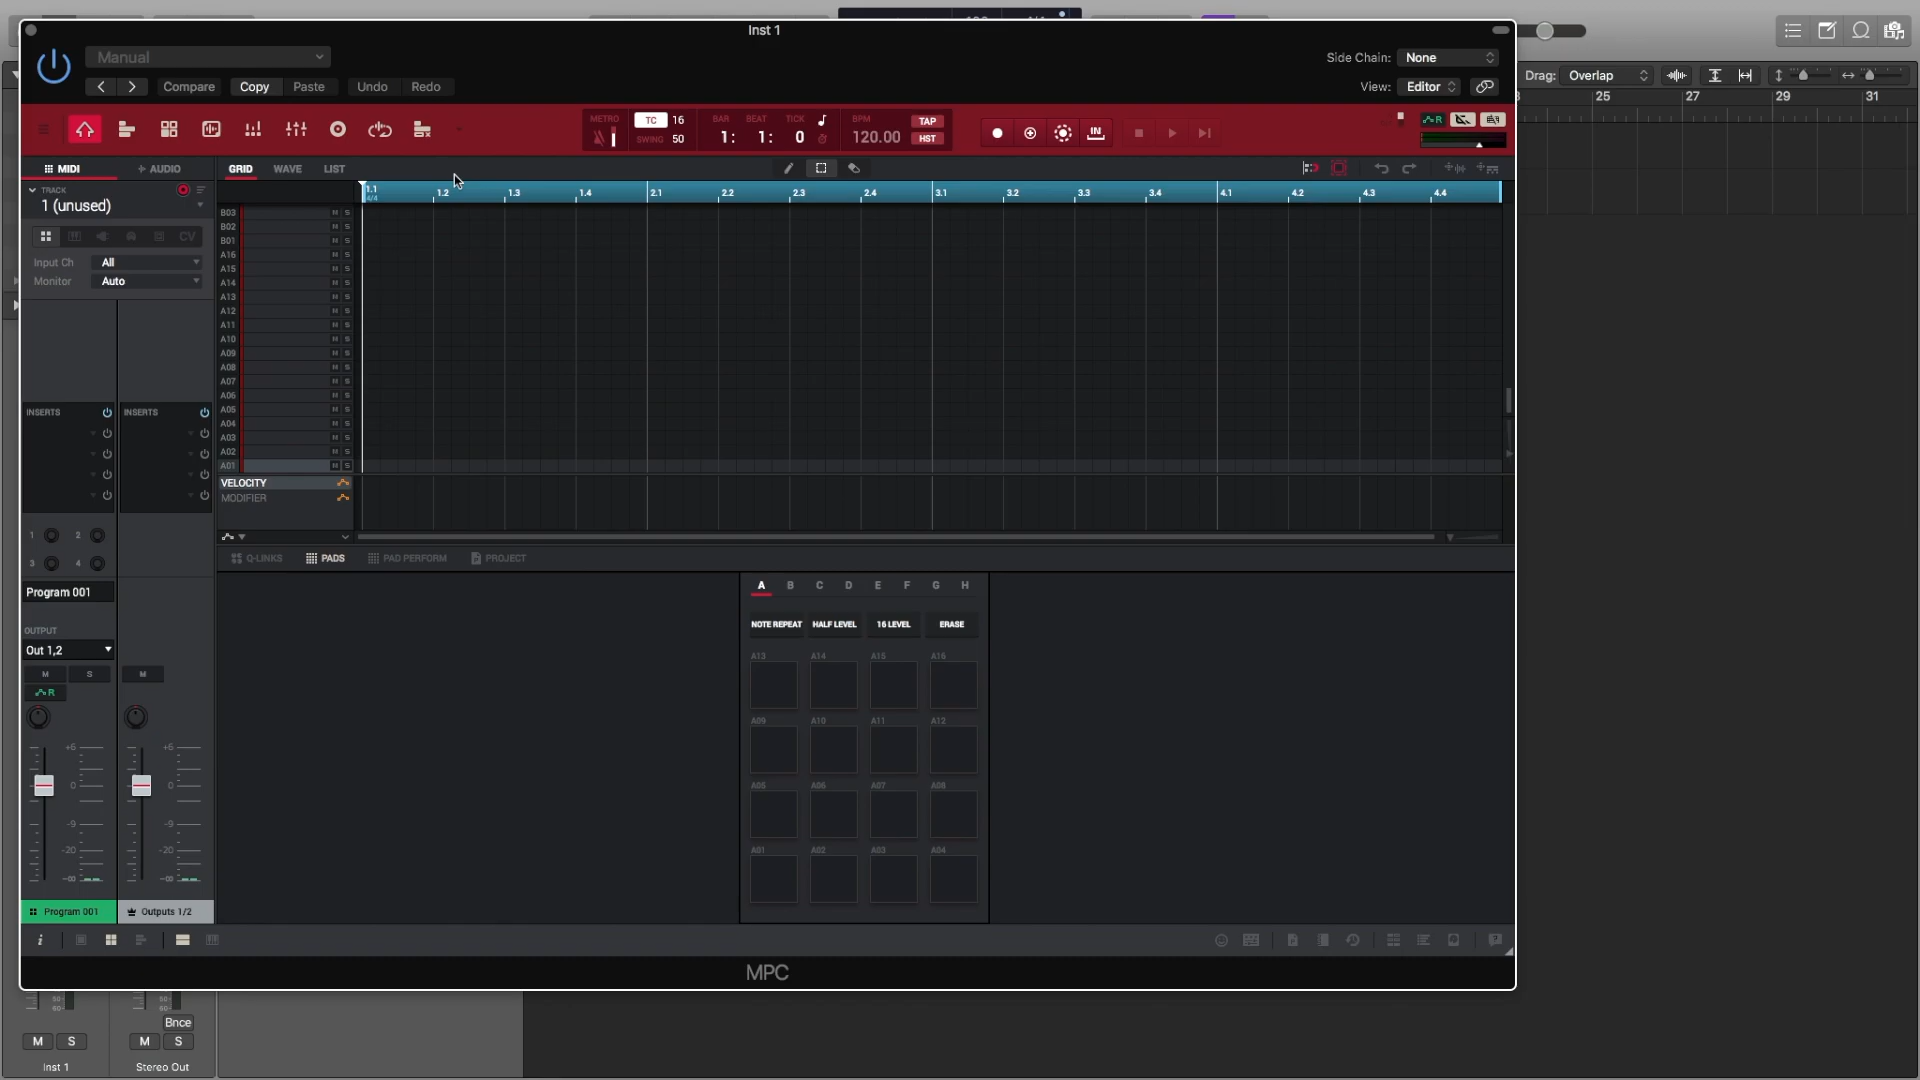 Inst 1
Manual
Side Chain: None
Compare Copy Paste Undo Redo
View: Editor
Drag: Overlap
25 27 29 31
METRO TC 16 SWING 50
BAR BEAT TICK
1: 1: 0
BPM 120.00 TAP HST
IN
MIDI + AUDIO
GRID WAVE LIST
TRACK
1 (unused)
1.1 1.2 1.3 1.4 2.1 2.2 2.3 2.4 3.1 3.2 3.3 3.4 4.1 4.2 4.3 4.4
4/4
CV
Input Ch All
Monitor Auto
B03 M S
B02 M S
B01 M S
A16 M S
A15 M S
A14 M S
A13 M S
A12 M S
A11 M S
A10 M S
A09 M S
A08 M S
A07 M S
A06 M S
A05 M S
A04 M S
A03 M S
A02 M S
A01 M S
INSERTS INSERTS
VELOCITY
MODIFIER
1 2
3 4
Q-LINKS PADS PAD PERFORM PROJECT
A B C D E F G H
NOTE REPEAT HALF LEVEL 16 LEVEL ERASE
A13 A14 A15 A16
A09 A10 A11 A12
A05 A06 A07 A08
A01 A02 A03 A04
Program 001
OUTPUT
Out 1,2
M S M
R
+6 +6
0 0
-9 -9
-20 -20
-∞ -∞
Program 001 Outputs 1/2
MPC
Bnce
M S M S
Inst 1 Stereo Out